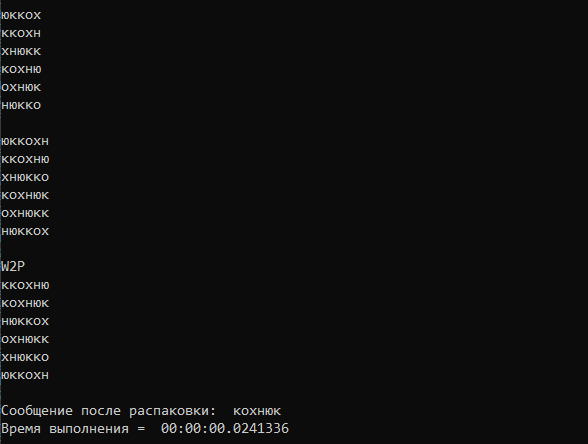 юккох
ккохн
хнюкк
кохню
охнюк
нюкко
юккохн
ккохню
хнюкко
кохнюк
охнюкк
нюккох
W2P
ккохню
кохнюк
нюккох
охнюкк
хнюкко
юккохн
Сообщение после распаковки:  кохнюк
Время выполнения =  00:00:00.0241336